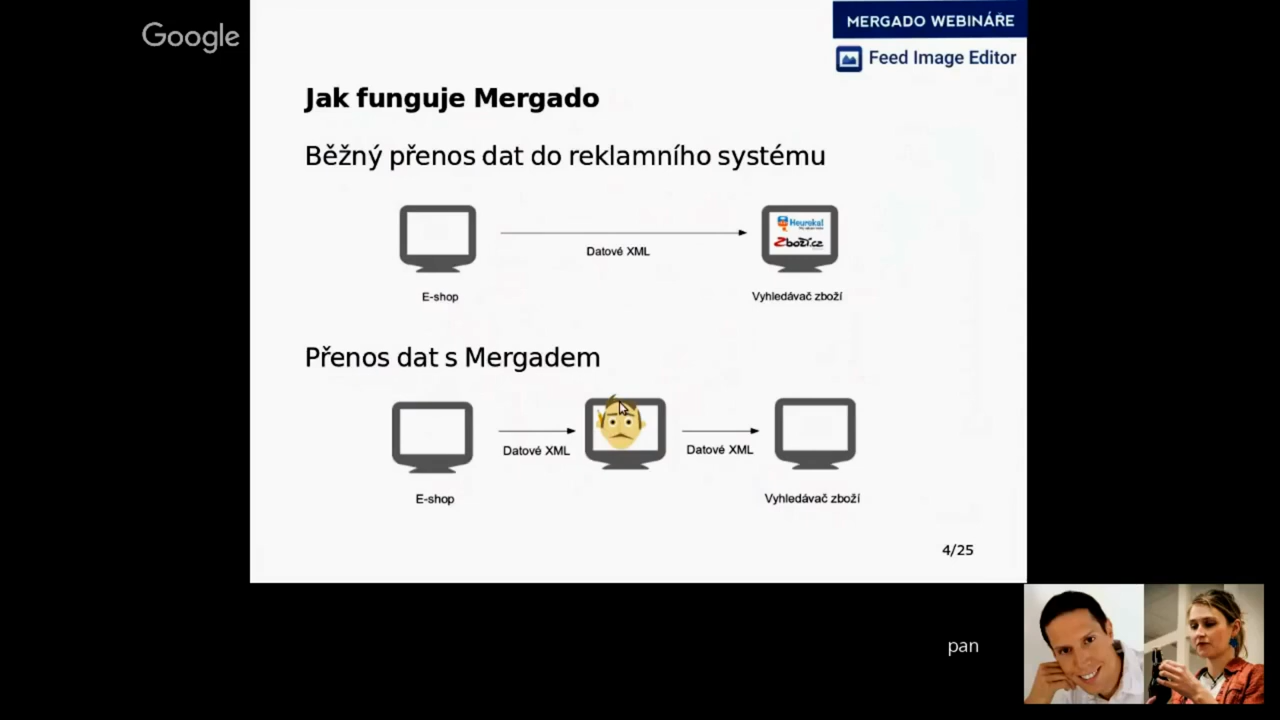 Google
MERGADO WEBINÁŘE
Feed Image Editor
Jak funguje Mergado
Běžný přenos dat do reklamního systému
Heureka!
Zboží.cz
Datové XML
E-shop
Vyhledávač zboží
Přenos dat s Mergadem
Datové XML
Datové XML
E-shop
Vyhledávač zboží
4/25
pan